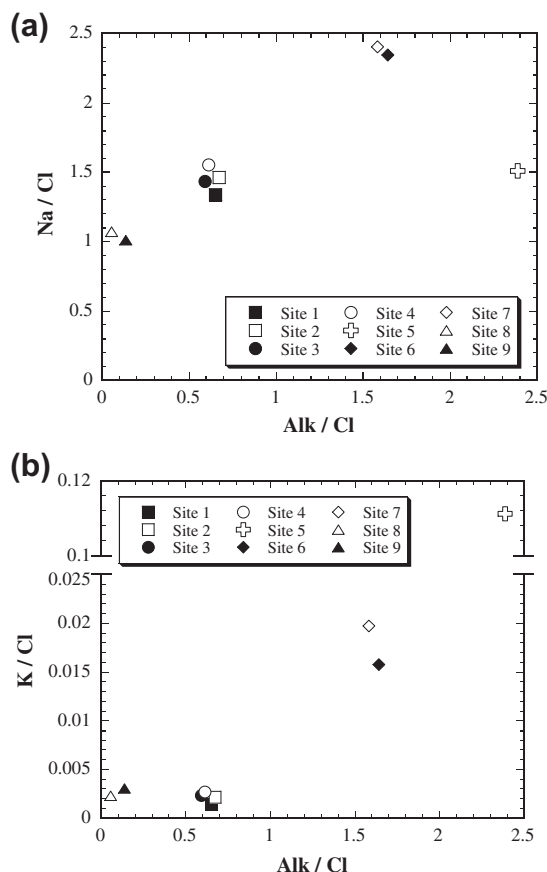 (a)
2.5
2
1.5
1
0.5
0
Na / Cl
Site 1 Site 4 Site 7
Site 2 Site 5 Site 8
Site 3 Site 6 Site 9
0 0.5 1 1.5 2 2.5
Alk / Cl
(b)
0.12
0.1
0.025
0.02
0.015
0.01
0.005
0
K / Cl
Site 1 Site 4 Site 7
Site 2 Site 5 Site 8
Site 3 Site 6 Site 9
0 0.5 1 1.5 2 2.5
Alk / Cl